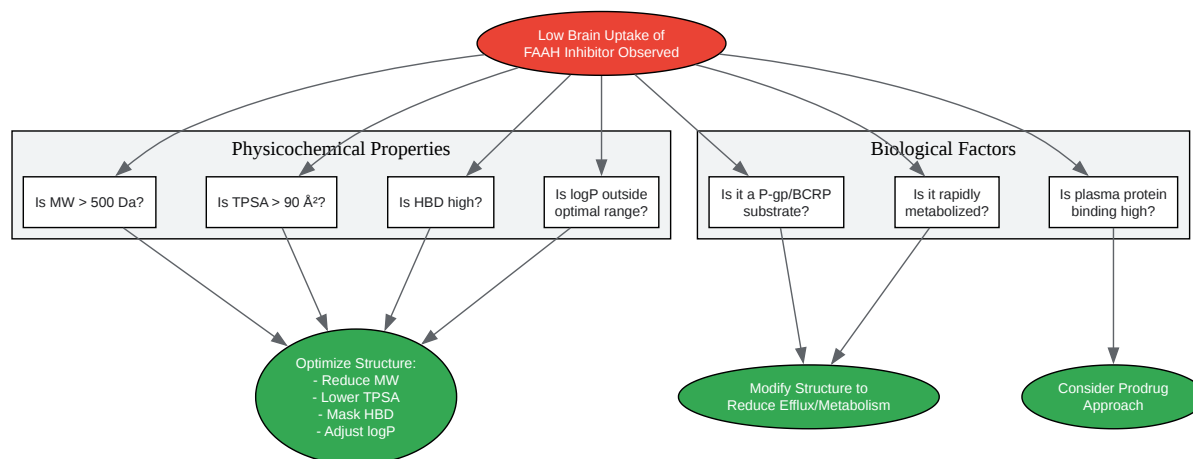 Low Brain Uptake of
FAAH Inhibitor Observed
Physicochemical Properties
Biological Factors
Is MW > 500 Da?
Is TPSA > 90 Å²?
Is HBD high?
Is logP outside
optimal range?
Is it a P-gp/BCRP
substrate?
Is it rapidly
metabolized?
Is plasma protein
binding high?
Optimize Structure:
- Reduce MW
- Lower TPSA
- Mask HBD
- Adjust logP
Modify Structure to
Reduce Efflux/Metabolism
Consider Prodrug
Approach